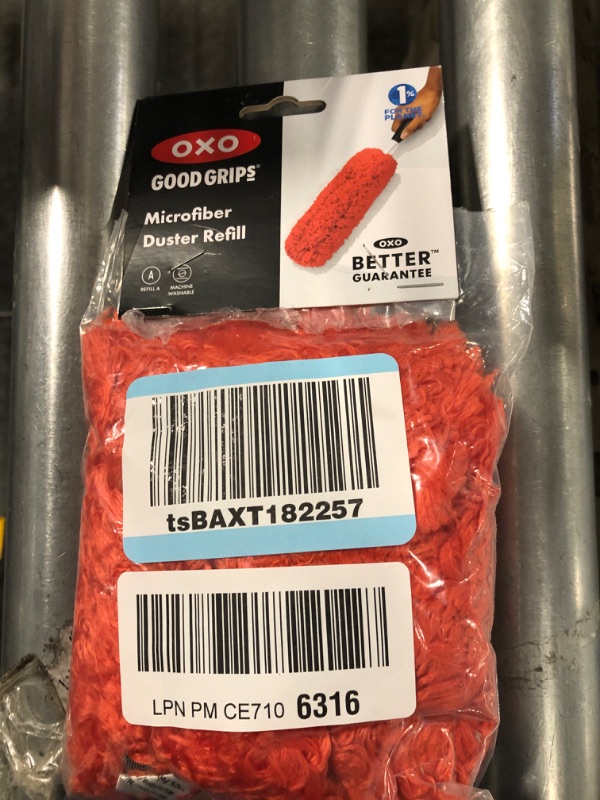 OXO
GOOD GRIPS®
Microfiber
Duster Refill
A
REFILL A
MACHINE
WASHABLE
1%
FOR THE
PLANET
OXO
BETTER™
GUARANTEE
tsBAXT182257
LPN PM CE710 6316